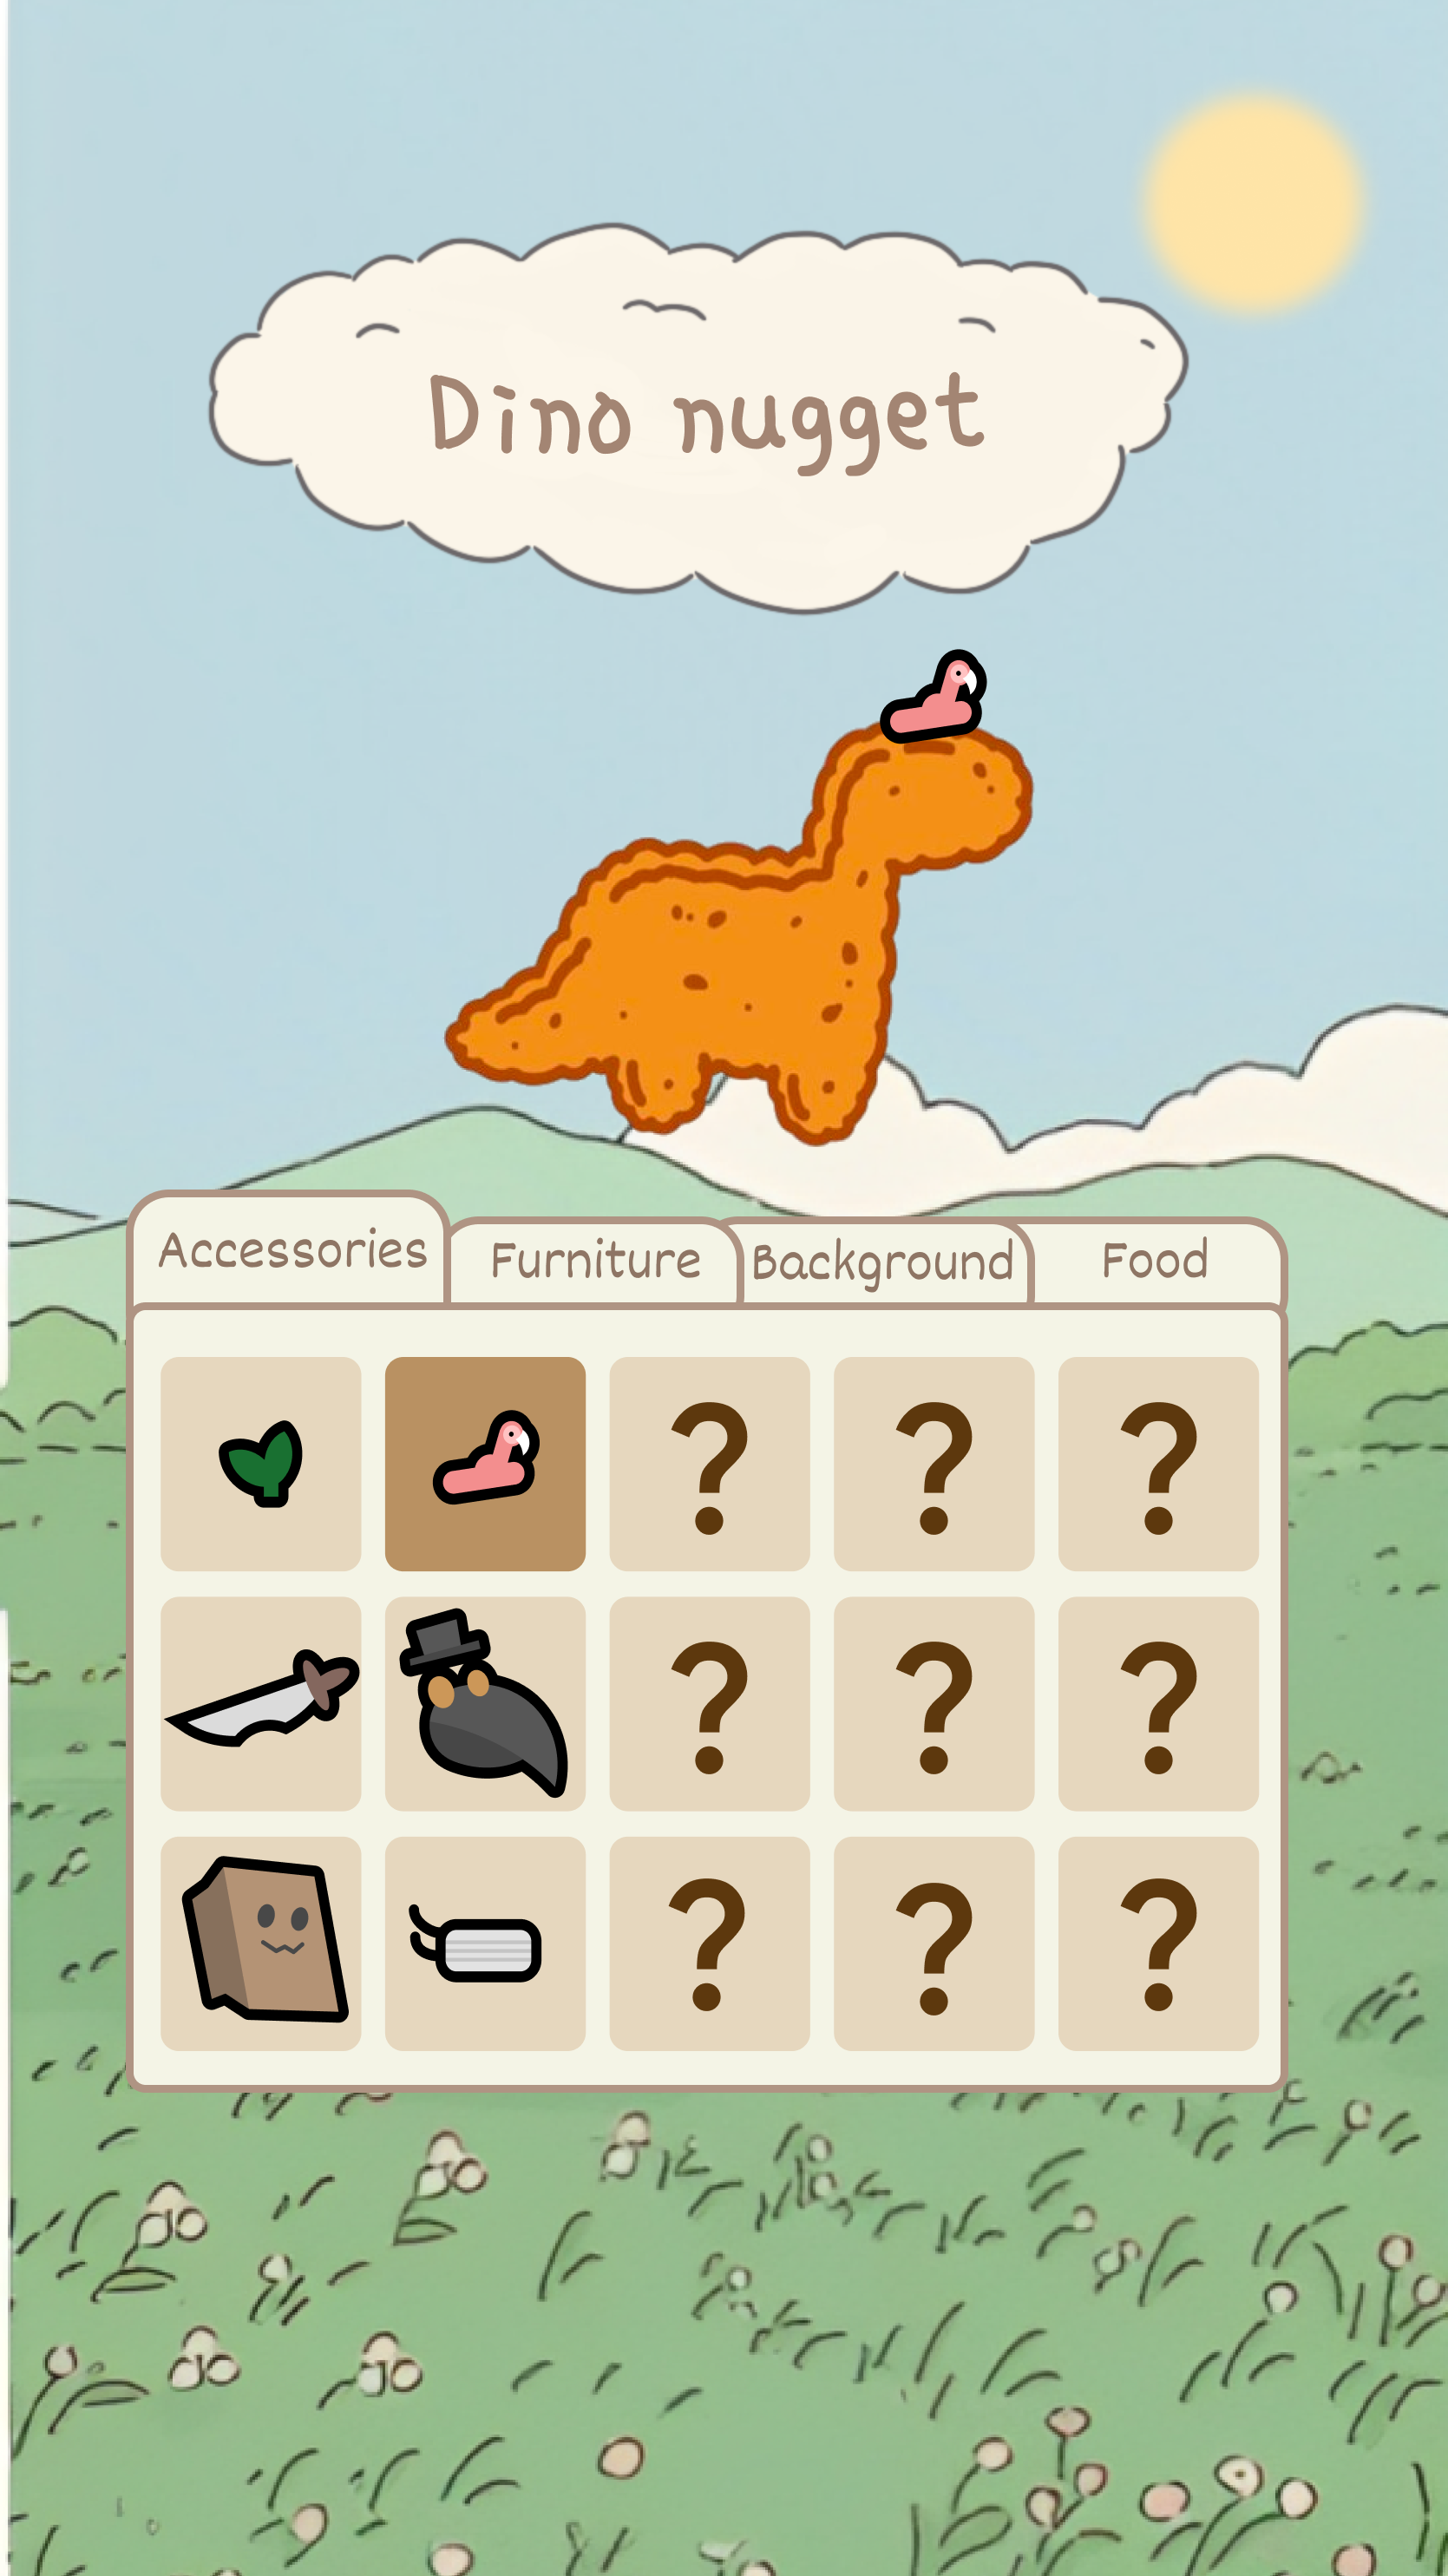 Dino nugget
Accessories
Furniture
Background
Food
? ? ?
? ? ?
? ? ?